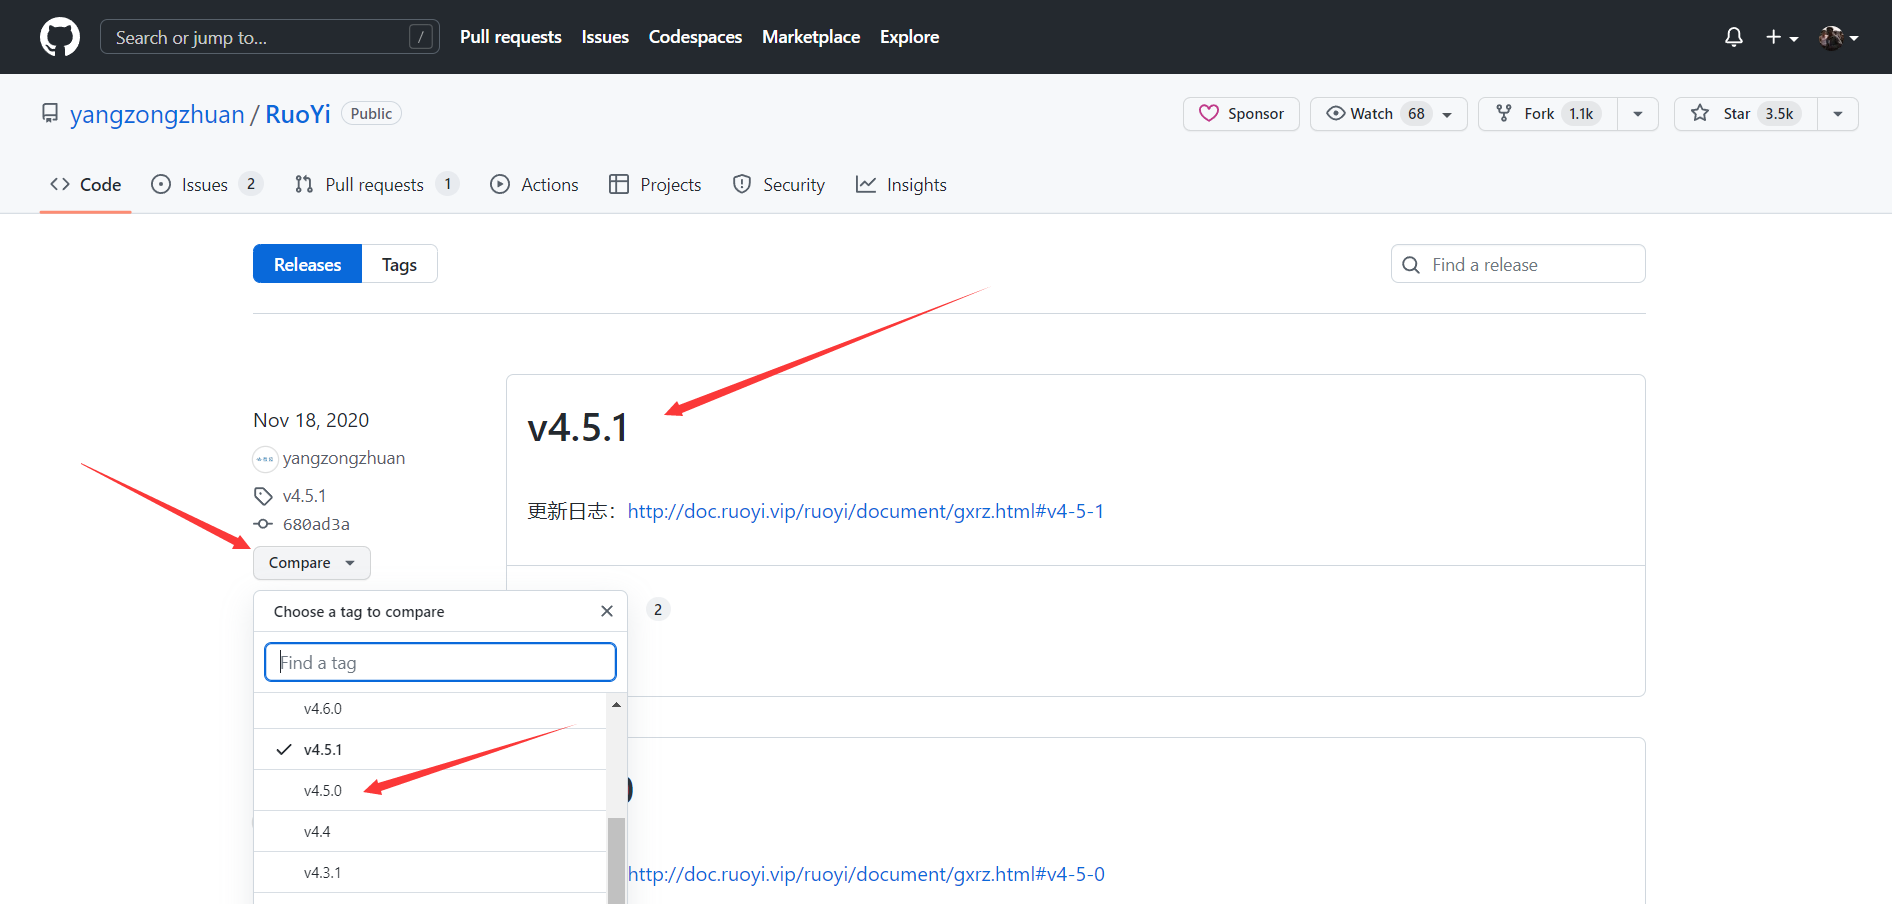 Search or jump to... /
Pull requests Issues Codespaces Marketplace Explore
yangzongzhuan / RuoYi Public
Sponsor Watch 68 Fork 1.1k Star 3.5k
Code Issues 2 Pull requests 1 Actions Projects Security Insights
Releases Tags
Find a release
Nov 18, 2020
yangzongzhuan
v4.5.1
680ad3a
Compare
v4.5.1
更新日志：http://doc.ruoyi.vip/ruoyi/document/gxrz.html#v4-5-1
2
Choose a tag to compare
Find a tag
v4.6.0
v4.5.1
v4.5.0
v4.4
v4.3.1
http://doc.ruoyi.vip/ruoyi/document/gxrz.html#v4-5-0